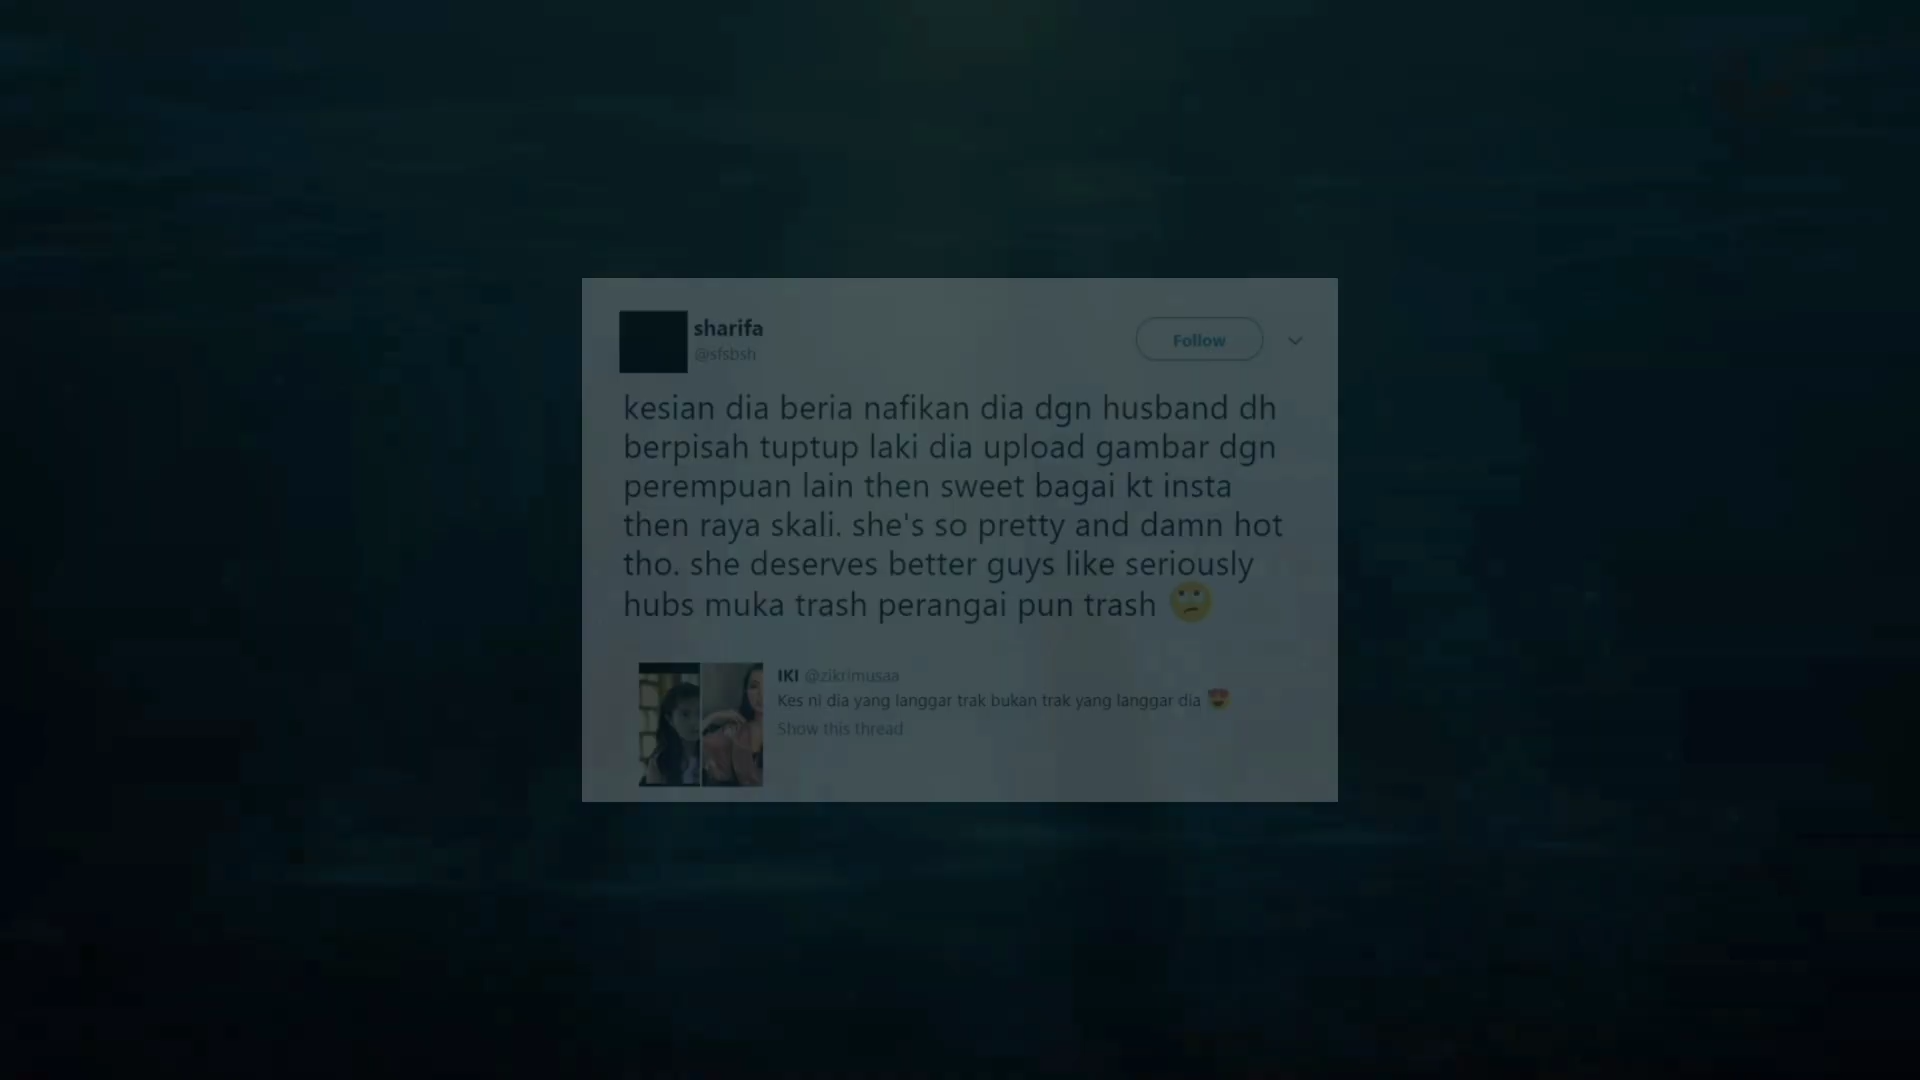 sharifa
@sfsbsh
Follow
kesian dia beria nafikan dia dgn husband dh
berpisah tuptup laki dia upload gambar dgn
perempuan lain then sweet bagai kt insta
then raya skali. she's so pretty and damn hot
tho. she deserves better guys like seriously
hubs muka trash perangai pun trash 🙄
IKI @zikrimusaa
Kes ni dia yang langgar trak bukan trak yang langgar dia 😍
Show this thread